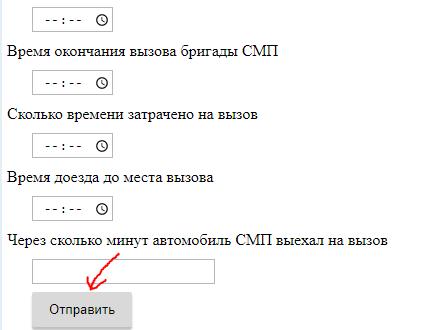 --:--
Время окончания вызова бригады СМП
--:--
Сколько времени затрачено на вызов
--:--
Время доезда до места вызова
--:--
Через сколько минут автомобиль СМП выехал на вызов
Отправить